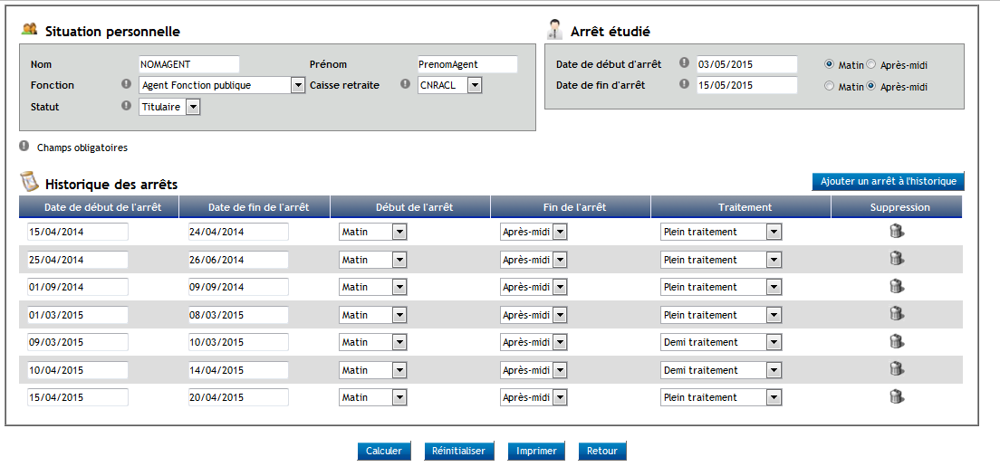 Situation personnelle
Arrêt étudié
Nom NOMAGENT Prénom PrenomAgent
Fonction Agent Fonction publique Caisse retraite CNRACL
Statut Titulaire
Date de début d'arrêt 03/05/2015 Matin Après-midi
Date de fin d'arrêt 15/05/2015 Matin Après-midi
Champs obligatoires
Historique des arrêts
Ajouter un arrêt à l'historique
Date de début de l'arrêt Date de fin de l'arrêt Début de l'arrêt Fin de l'arrêt Traitement Suppression
15/04/2014 24/04/2014 Matin Après-midi Plein traitement
25/04/2014 26/06/2014 Matin Après-midi Plein traitement
01/09/2014 09/09/2014 Matin Après-midi Plein traitement
01/03/2015 08/03/2015 Matin Après-midi Plein traitement
09/03/2015 10/03/2015 Matin Après-midi Demi traitement
10/04/2015 14/04/2015 Matin Après-midi Demi traitement
15/04/2015 20/04/2015 Matin Après-midi Plein traitement
Calculer Réinitialiser Imprimer Retour